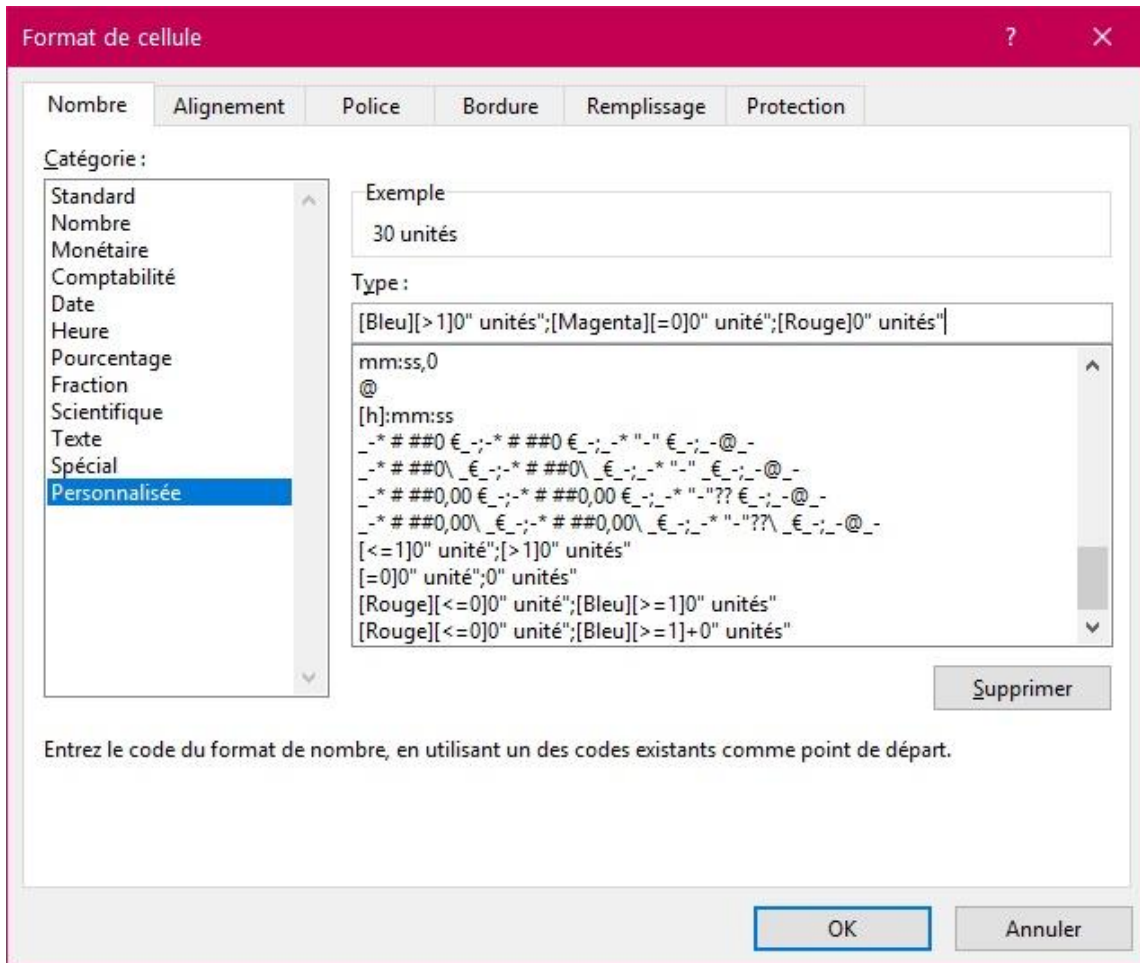 Format de cellule ? ×
Nombre Alignement Police Bordure Remplissage Protection
Catégorie :
Standard
Nombre
Monétaire
Comptabilité
Date
Heure
Pourcentage
Fraction
Scientifique
Texte
Spécial
Personnalisée
Exemple
30 unités
Type :
[Bleu][>1]0" unités";[Magenta][=0]0" unité";[Rouge]0" unités"
mm:ss,0
@
[h]:mm:ss
_-* # ##0 €_-;-* # ##0 €_-;_-* "-" €_-;_-@_-
_-* # ##0\ _€_-;-* # ##0\ _€_-;_-* "-" _€_-;_-@_-
_-* # ##0,00 €_-;-* # ##0,00 €_-;_-* "-"?? €_-;_-@_-
_-* # ##0,00\ _€_-;-* # ##0,00\ _€_-;_-* "-"??\ _€_-;_-@_-
[<=1]0" unité";[>1]0" unités"
[=0]0" unité";0" unités"
[Rouge][<=0]0" unité";[Bleu][>=1]0" unités"
[Rouge][<=0]0" unité";[Bleu][>=1]+0" unités"
Supprimer
Entrez le code du format de nombre, en utilisant un des codes existants comme point de départ.
OK Annuler